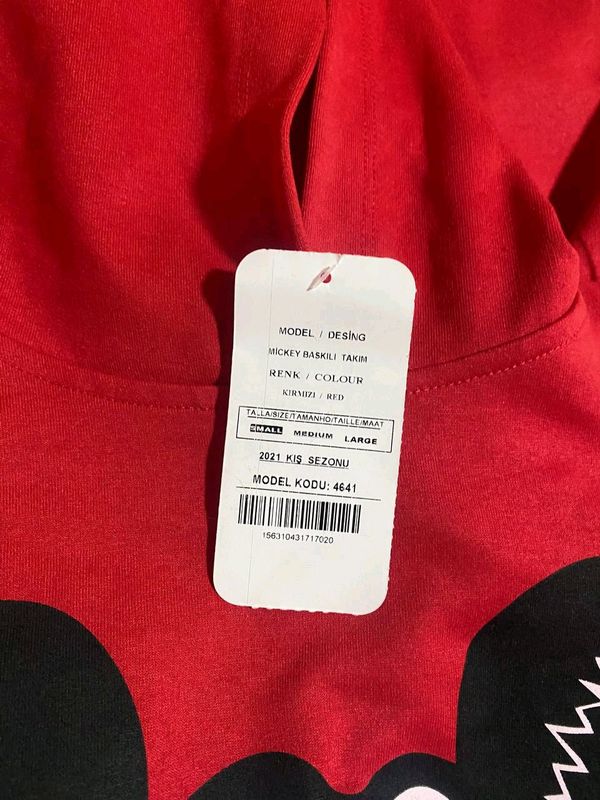 MODEL / DESİNG
MİCKEY BASKILI TAKIM
RENK / COLOUR
KIRMIZI / RED
TALLA/SIZE/TAMANHO/TAILLE/MAAT
SMALL MEDIUM LARGE
2021 KIŞ SEZONU
MODEL KODU: 4641
156310431717020